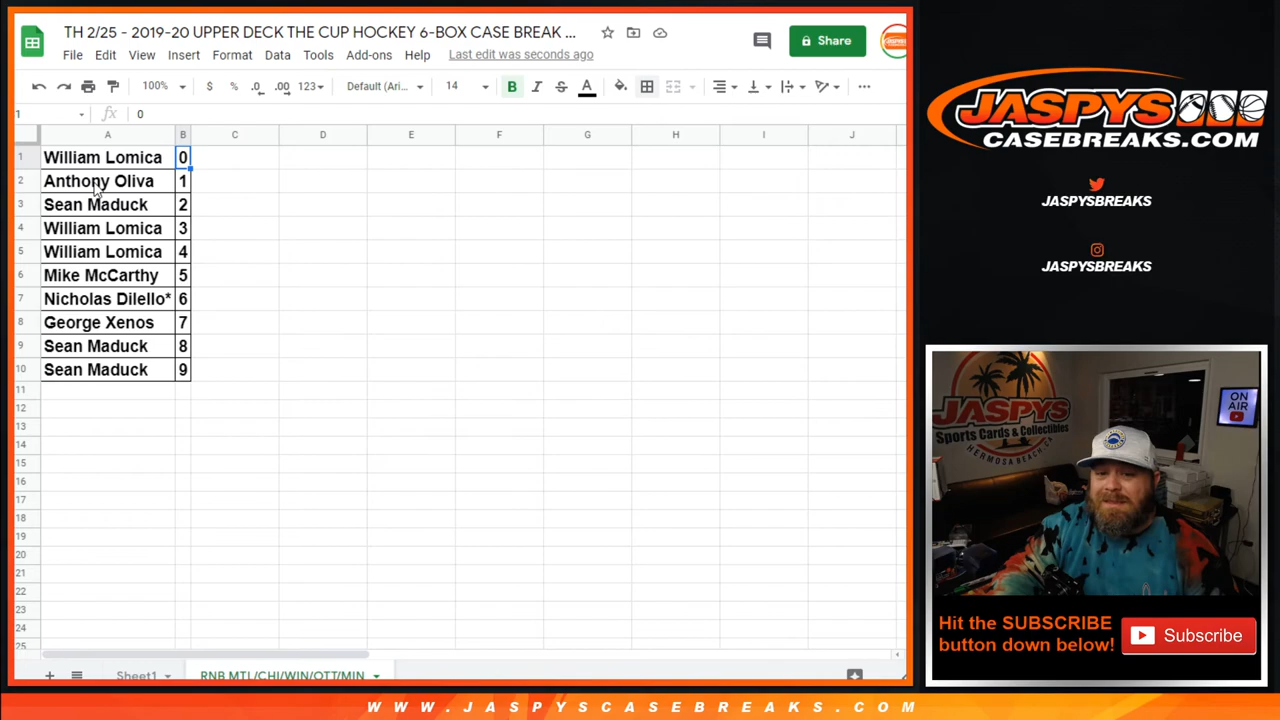 TH 2/25 - 2019-20 UPPER DECK THE CUP HOCKEY 6-BOX CASE BREAK ...
File Edit View Insert Format Data Tools Add-ons Help Last edit was seconds ago
Share
100% $ % .0 .00 123 Default (Ari... 14 B I S A
1 fx 0
A B C D E F G H I J
1 William Lomica 0
2 Anthony Oliva 1
3 Sean Maduck 2
4 William Lomica 3
5 William Lomica 4
6 Mike McCarthy 5
7 Nicholas Dilello* 6
8 George Xenos 7
9 Sean Maduck 8
10 Sean Maduck 9
11
12
13
14
15
16
17
18
19
20
21
22
23
24
25
Sheet1 RNB MTL/CHI/WIN/OTT/MIN
JASPYS
CASEBREAKS.COM
JASPYSBREAKS
JASPYSBREAKS
JASPYS
Sports Cards & Collectibles
HERMOSA BEACH, CA
ON
AIR
Hit the SUBSCRIBE
button down below!
Subscribe
WWW.JASPYSCASEBREAKS.COM